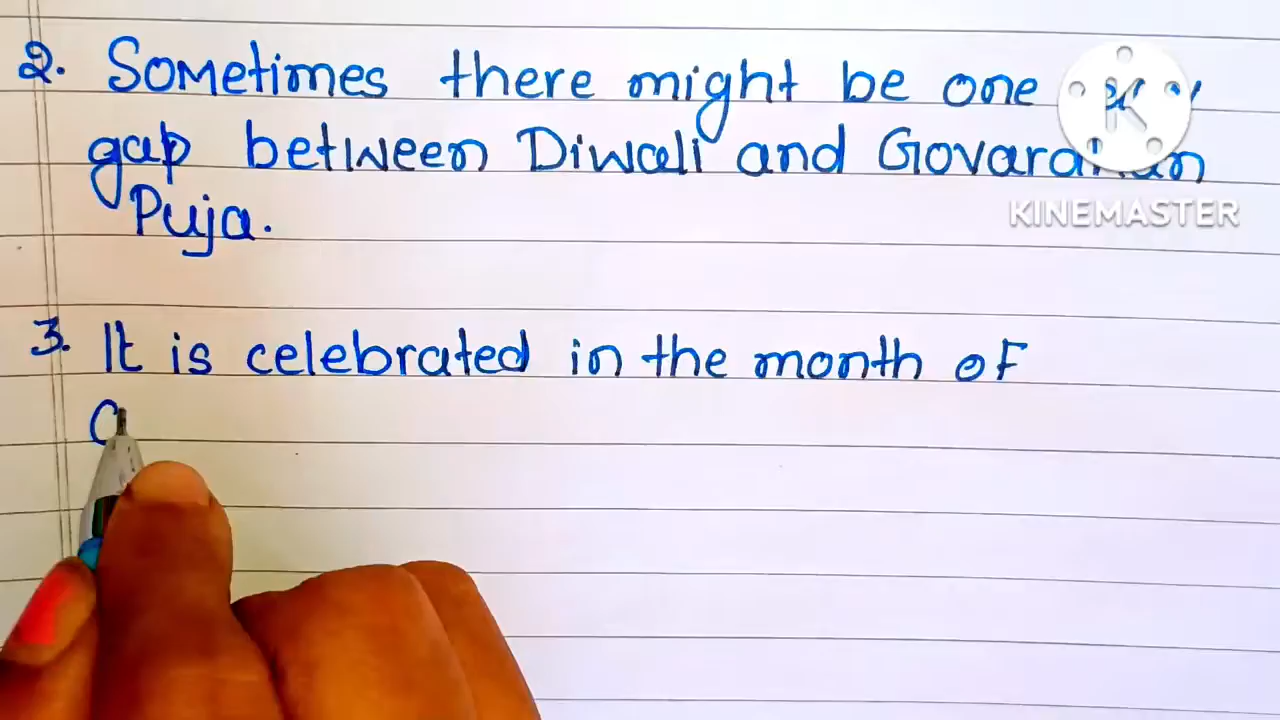 2. Sometimes there might be one
gap between Diwali and Govardhan
Puja.
KINEMASTER
3. It is celebrated in the month of